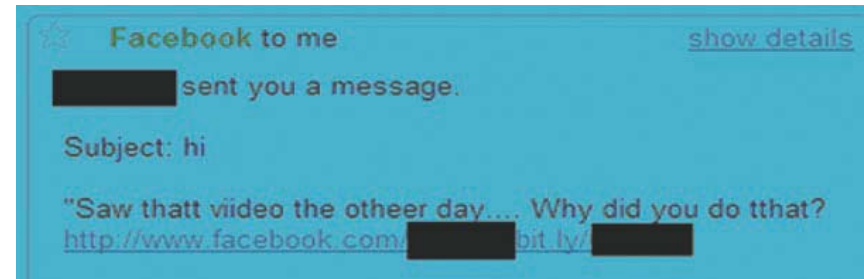 Facebook to me show details
sent you a message.
Subject: hi
"Saw thatt viideo the otheer day.... Why did you do tthat?
http://www.facebook.com/ bit.ly/